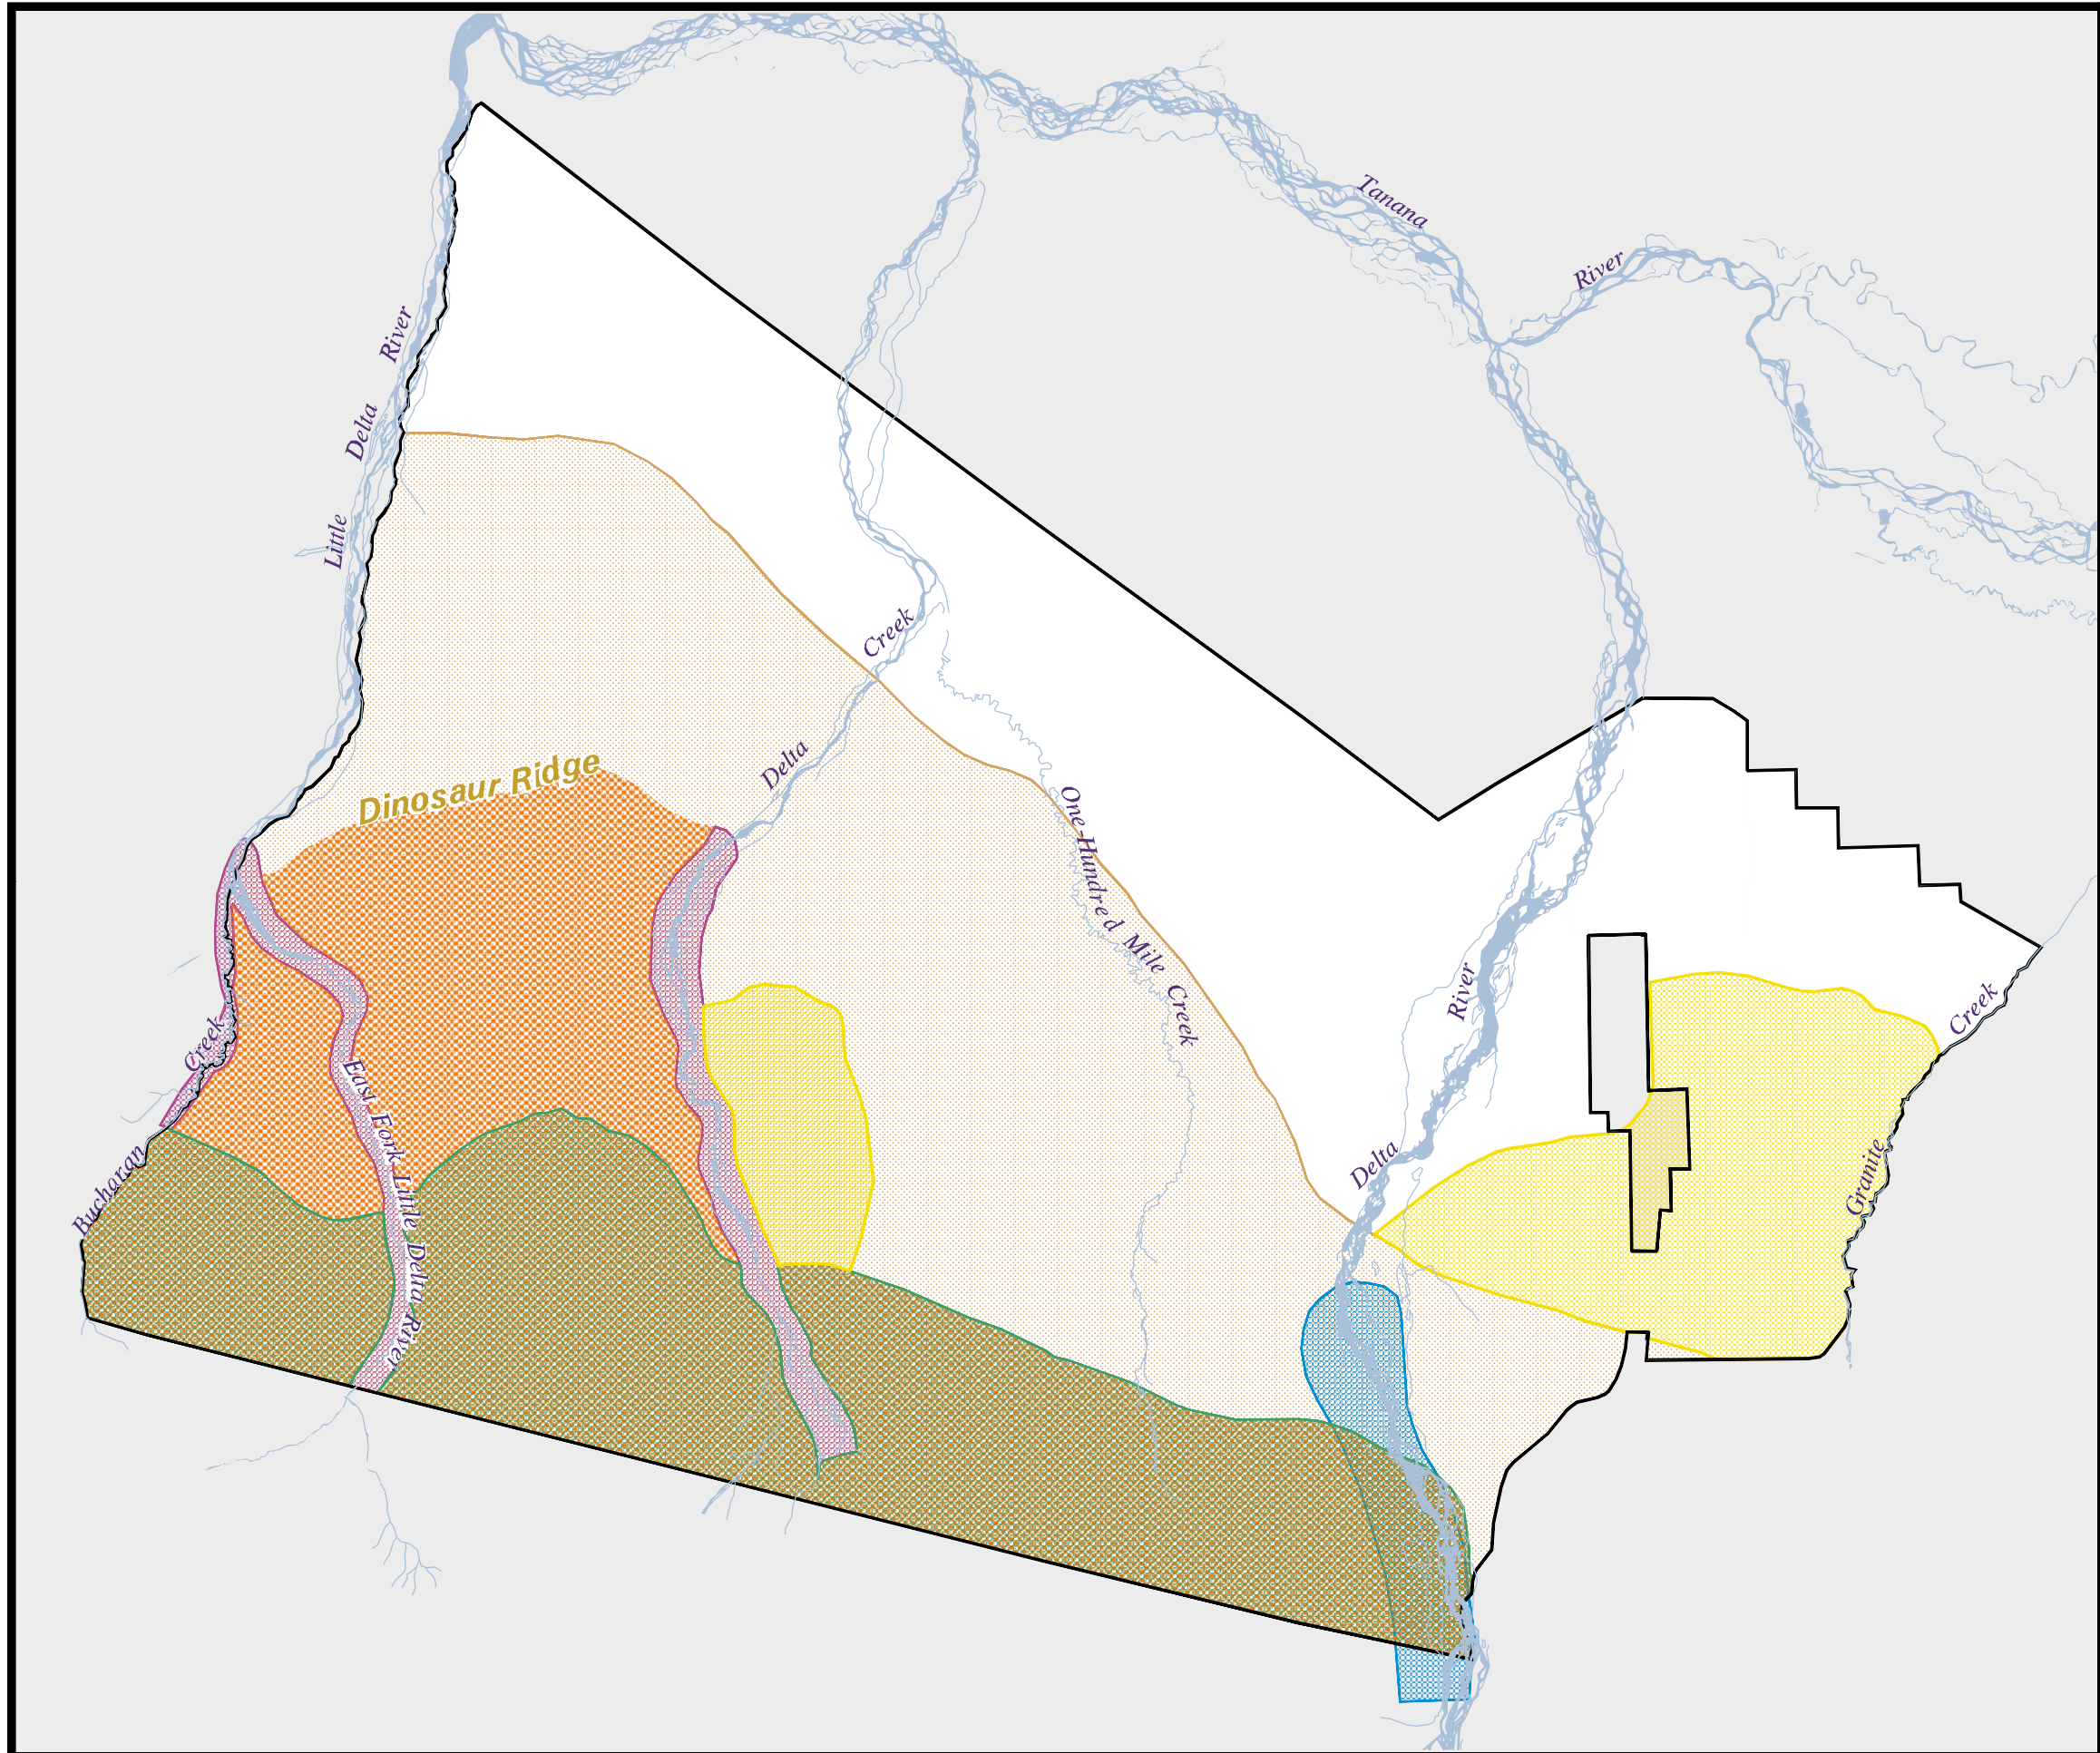 Tanana
River
Little Delta River
Delta Creek
Dinosaur Ridge
One-Hundred Mile Creek
Delta River
Granite Creek
Buchanan Creek
East Fork Little Delta River